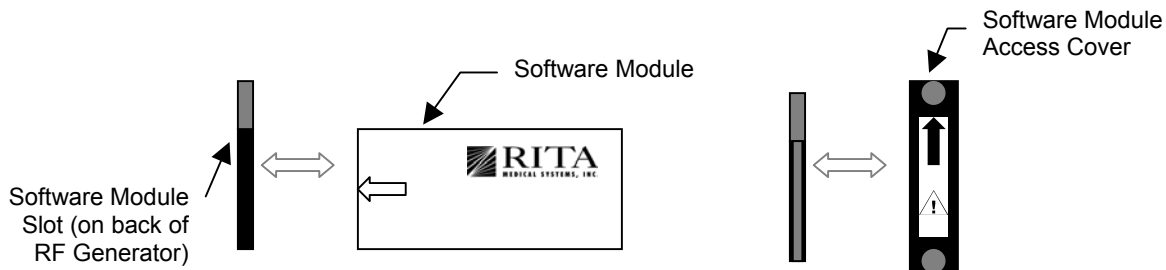 Software Module
Slot (on back of
RF Generator)
Software Module
RITA
MEDICAL SYSTEMS, INC.
Software Module
Access Cover
!